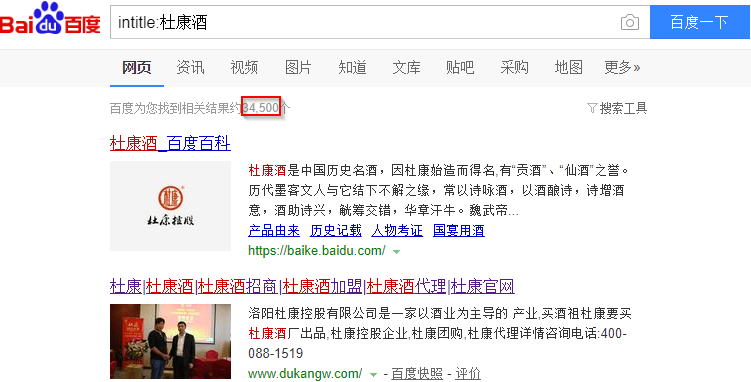 Bai du 百度
intitle:杜康酒
百度一下
网页 资讯 视频 图片 知道 文库 贴吧 采购 地图 更多»
百度为您找到相关结果约34,500个
搜索工具
杜康酒_百度百科
杜康酒是中国历史名酒，因杜康始造而得名,有“贡酒”、“仙酒”之誉。
历代墨客文人与它结下不解之缘，常以诗咏酒，以酒酿诗，诗增酒
意，酒助诗兴，觥筹交错，华章汗牛。魏武帝...
杜康控股
产品由来 历史记载 人物考证 国宴用酒
https://baike.baidu.com/
杜康|杜康酒|杜康酒招商|杜康酒加盟|杜康酒代理|杜康官网
洛阳杜康控股有限公司是一家以酒业为主导的 产业,买酒祖杜康要买
杜康酒厂出品,杜康控股企业,杜康团购,杜康代理详情咨询电话:400-
088-1519
www.dukangw.com/ - 百度快照 - 评价